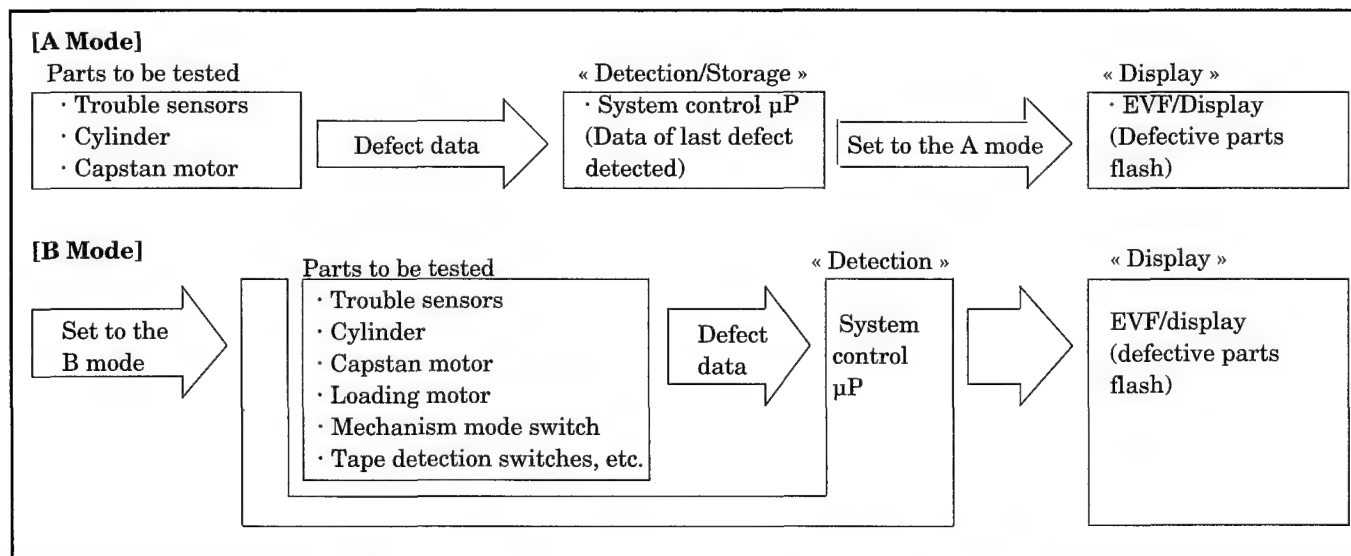 [A Mode]
Parts to be tested
· Trouble sensors
· Cylinder
· Capstan motor
Defect data
« Detection/Storage »
· System control µP
(Data of last defect
detected)
Set to the A mode
« Display »
· EVF/Display
(Defective parts
flash)
[B Mode]
Set to the
B mode
Parts to be tested
· Trouble sensors
· Cylinder
· Capstan motor
· Loading motor
· Mechanism mode switch
· Tape detection switches, etc.
Defect
data
« Detection »
System
control
µP
« Display »
EVF/display
(defective parts
flash)